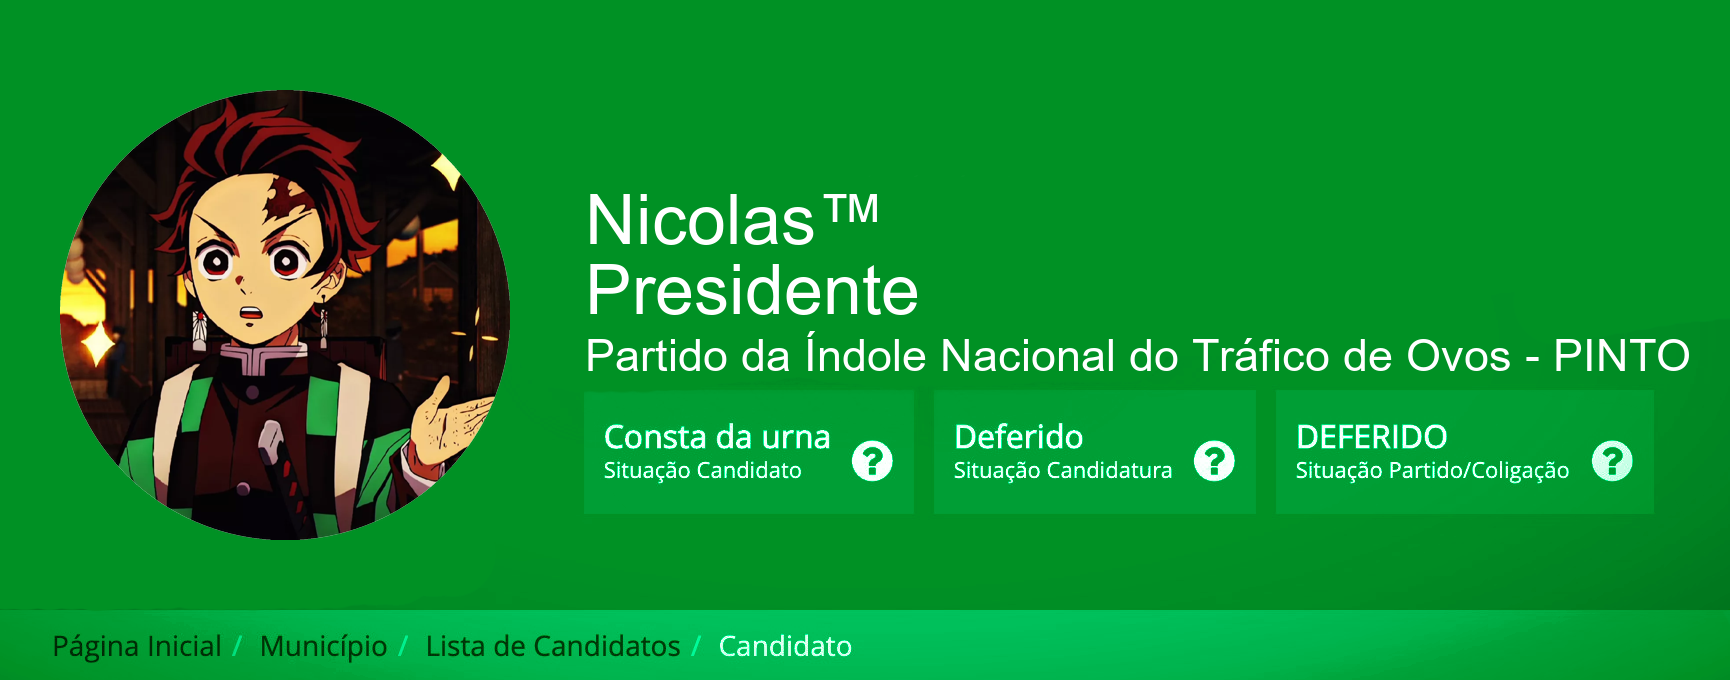 Nicolas™
Presidente
Partido da Índole Nacional do Tráfico de Ovos - PINTO
Consta da urna
Situação Candidato
?
Deferido
Situação Candidatura
?
DEFERIDO
Situação Partido/Coligação
?
Página Inicial / Município / Lista de Candidatos / Candidato